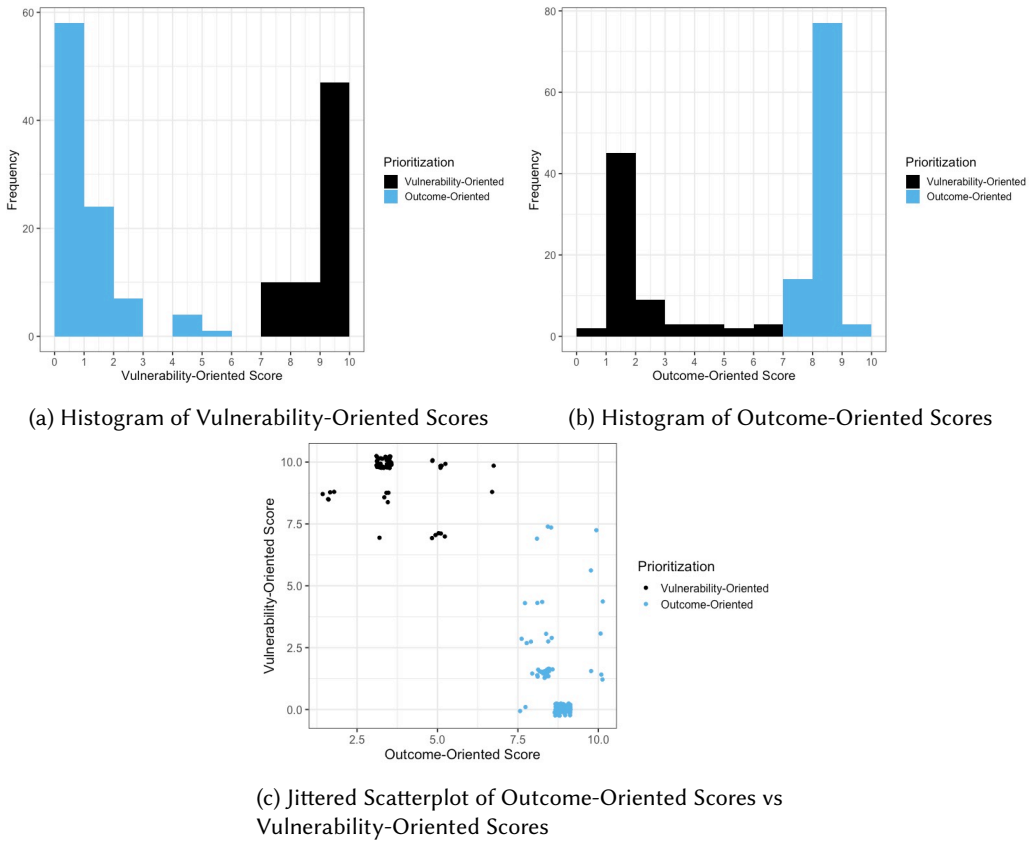 60
40
20
0
Frequency
0 1 2 3 4 5 6 7 8 9 10
Vulnerability-Oriented Score
Prioritization
Vulnerability-Oriented
Outcome-Oriented
(a) Histogram of Vulnerability-Oriented Scores
80
60
40
20
0
Frequency
0 1 2 3 4 5 6 7 8 9 10
Outcome-Oriented Score
Prioritization
Vulnerability-Oriented
Outcome-Oriented
(b) Histogram of Outcome-Oriented Scores
10.0
7.5
5.0
2.5
0.0
Vulnerability-Oriented Score
2.5 5.0 7.5 10.0
Outcome-Oriented Score
Prioritization
Vulnerability-Oriented
Outcome-Oriented
(c) Jittered Scatterplot of Outcome-Oriented Scores vs
Vulnerability-Oriented Scores